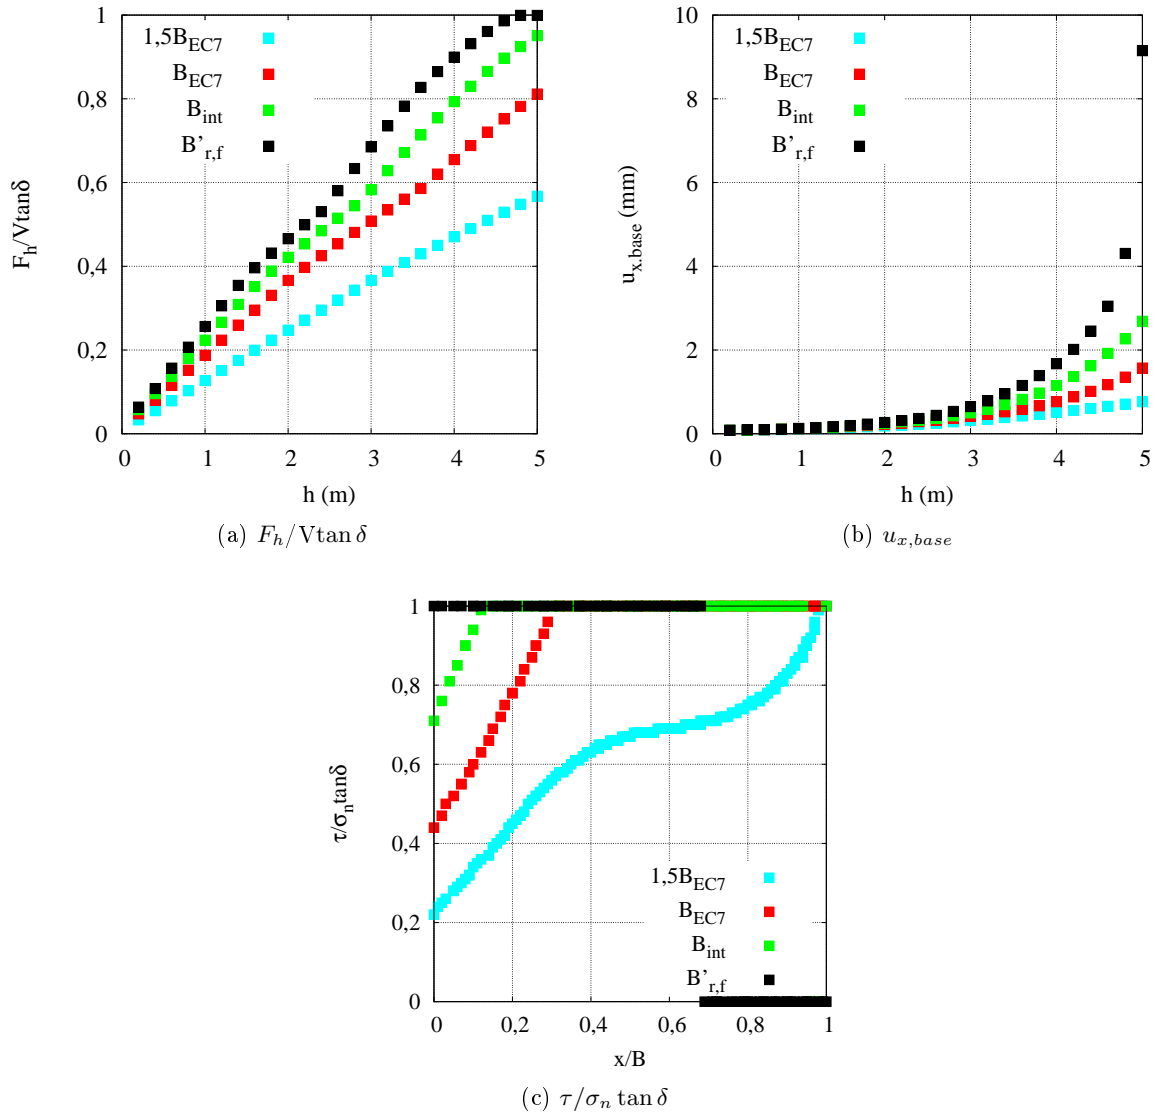 1
0,8
0,6
0,4
0,2
0
F_h/Vtanδ
1,5B_EC7
B_EC7
B_int
B'_r,f
0 1 2 3 4 5
h (m)
(a) F_h/Vtan δ
10
8
6
4
2
0
u_x.base (mm)
1,5B_EC7
B_EC7
B_int
B'_r,f
0 1 2 3 4 5
h (m)
(b) u_x,base
1
0,8
0,6
0,4
0,2
0
τ/σ_ntanδ
1,5B_EC7
B_EC7
B_int
B'_r,f
0 0,2 0,4 0,6 0,8 1
x/B
(c) τ/σ_n tan δ